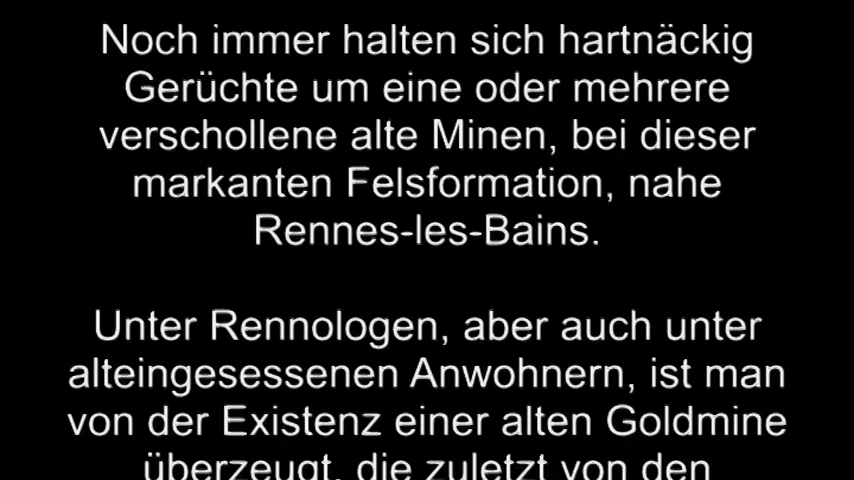 Noch immer halten sich hartnäckig
Gerüchte um eine oder mehrere
verschollene alte Minen, bei dieser
markanten Felsformation, nahe
Rennes-les-Bains.
Unter Rennologen, aber auch unter
alteingesessenen Anwohnern, ist man
von der Existenz einer alten Goldmine
überzeugt, die zuletzt von den